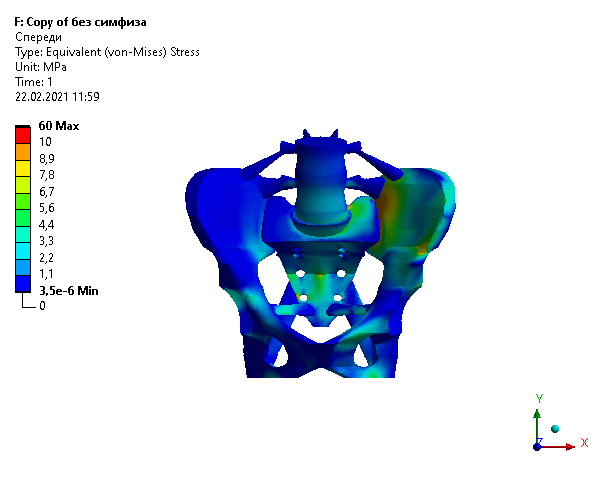 F: Copy of без симфиза
Спереди
Type: Equivalent (von-Mises) Stress
Unit: MPa
Time: 1
22.02.2021 11:59
60 Max
10
8,9
7,8
6,7
5,6
4,4
3,3
2,2
1,1
3,5e-6 Min
0
Y
Z
X